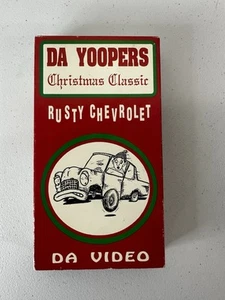 DA YOOPERS
Christmas Classic
RUSTY CHEVROLET
DA VIDEO